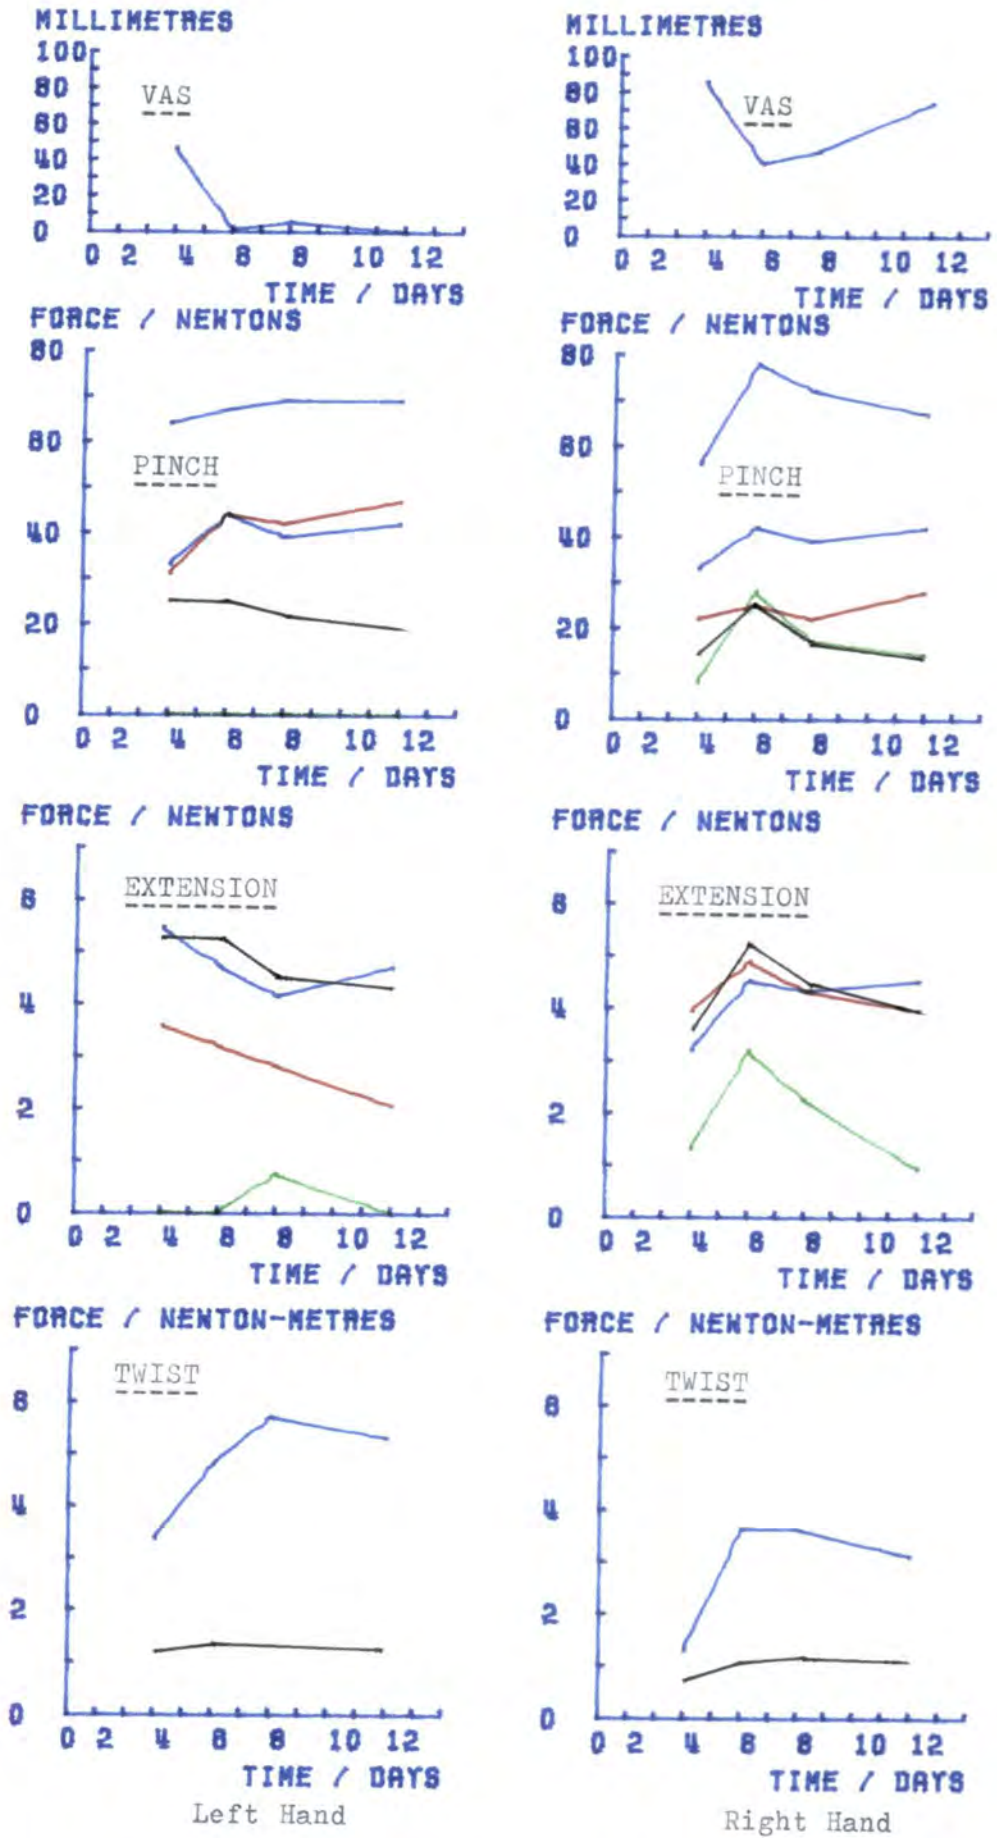 MILLIMETRES
100
80
60
40
20
0
VAS
0 2 4 6 8 10 12
TIME / DAYS
MILLIMETRES
100
80
60
40
20
0
VAS
0 2 4 6 8 10 12
TIME / DAYS
FORCE / NEWTONS
80
60
40
20
0
PINCH
0 2 4 6 8 10 12
TIME / DAYS
FORCE / NEWTONS
80
60
40
20
0
PINCH
0 2 4 6 8 10 12
TIME / DAYS
FORCE / NEWTONS
6
4
2
0
EXTENSION
0 2 4 6 8 10 12
TIME / DAYS
FORCE / NEWTONS
6
4
2
0
EXTENSION
0 2 4 6 8 10 12
TIME / DAYS
FORCE / NEWTON-METRES
6
4
2
0
TWIST
0 2 4 6 8 10 12
TIME / DAYS
Left Hand
FORCE / NEWTON-METRES
6
4
2
0
TWIST
0 2 4 6 8 10 12
TIME / DAYS
Right Hand